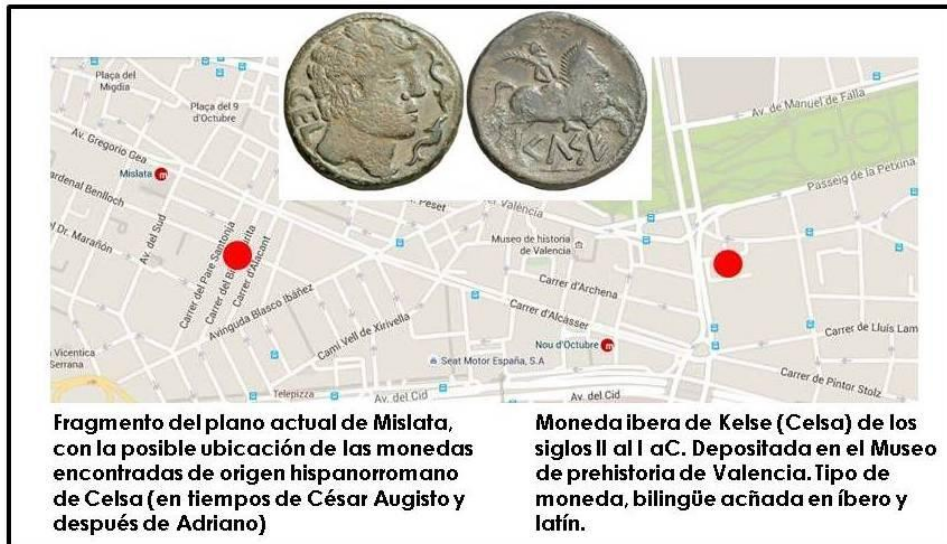 Plaça del
Migdia
Plaça del 9
d'Octubre
Av. Gregorio Gea
Mislata
m
Cardenal Benlloch
el Dr. Marañón
Av. del Sud
Carrer del Pare Santonja
Carrer d'Alacant
Avinguda Blasco Ibáñez
Camí Vell de Xirivella
Vicentica
Serrana
Telepizza
Av. del Cid
Peset
València
Museo de historia
de Valencia
Carrer d'Archena
Carrer d'Alcàsser
Nou d'Octubre
m
Seat Motor España, S.A
Av. del Cid
Av. de Manuel de Falla
Passeig de la Petxina
Carrer de Lluís Lam
Carrer de Pintor Stolz
CEL
Fragmento del plano actual de Mislata,
con la posible ubicación de las monedas
encontradas de origen hispanorromano
de Celsa (en tiempos de César Augisto y
después de Adriano)
Moneda ibera de Kelse (Celsa) de los
siglos II al I aC. Depositada en el Museo
de prehistoria de Valencia. Tipo de
moneda, bilingüe acñada en íbero y
latín.